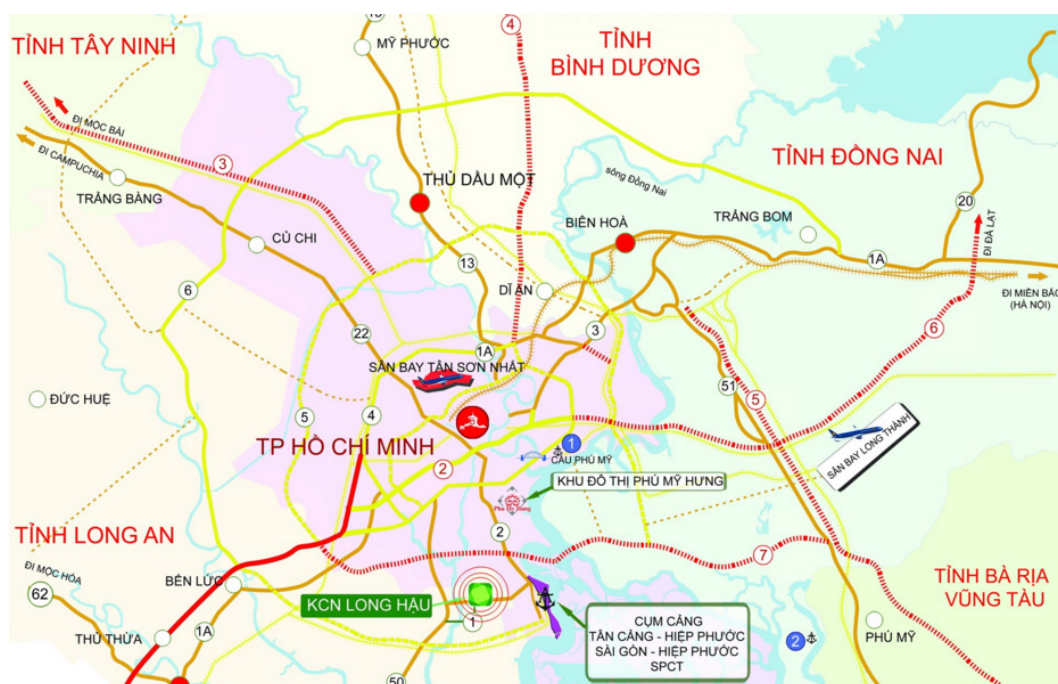 13
MỸ PHƯỚC
4
TỈNH
BÌNH DƯƠNG
TỈNH TÂY NINH
ĐI MỘC BÀI
ĐI CAMPUCHIA
3
TRẢNG BÀNG
THỦ DẦU MỘT
sông Đồng Nai
TỈNH ĐỒNG NAI
20
BIÊN HOÀ
TRẢNG BOM
ĐI ĐÀ LẠT
CỦ CHI
13
1A
6
DĨ AN
ĐI MIỀN BẮC
(HÀ NỘI)
22
3
6
1A
SÂN BAY TÂN SƠN NHẤT
51
5
ĐỨC HUỆ
5
4
TP HỒ CHÍ MINH
1
SÂN BAY LONG THÀNH
2
CẦU PHÚ MỸ
KHU ĐÔ THỊ PHÚ MỸ HƯNG
Phu My Hung
TỈNH LONG AN
2
7
ĐI MỘC HÓA
62
BẾN LỨC
KCN LONG HẬU
TỈNH BÀ RỊA
VŨNG TÀU
1
CỤM CẢNG
TÂN CẢNG - HIỆP PHƯỚC
SÀI GÒN - HIỆP PHƯỚC
SPCT
THỦ THỪA
1A
PHÚ MỸ
2
50